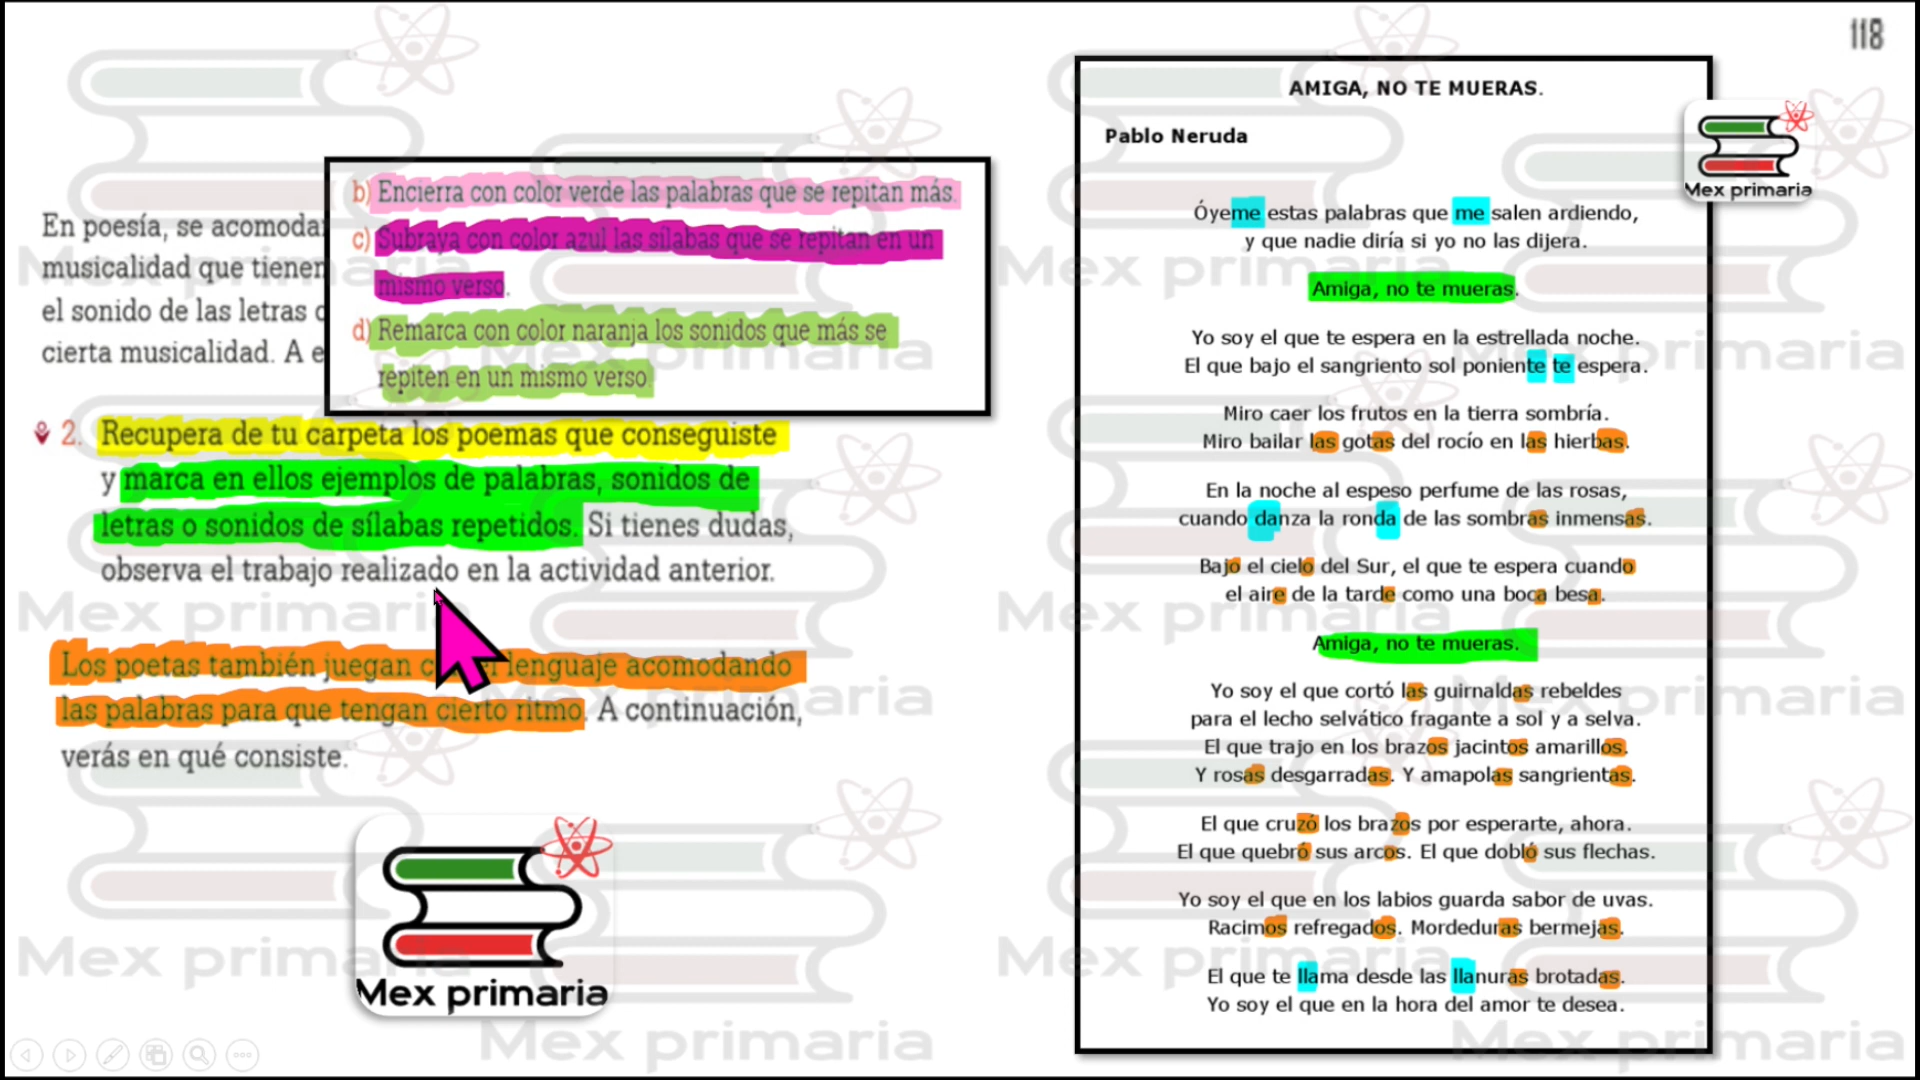 118
En poesía, se acomodar
musicalidad que tienen
el sonido de las letras o
cierta musicalidad. A e
b) Encierra con color verde las palabras que se repitan más.
c) Subraya con color azul las sílabas que se repitan en un
mismo verso.
d) Remarca con color naranja los sonidos que más se
repiten en un mismo verso.
2. Recupera de tu carpeta los poemas que conseguiste
y marca en ellos ejemplos de palabras, sonidos de
letras o sonidos de sílabas repetidos. Si tienes dudas,
observa el trabajo realizado en la actividad anterior.
Los poetas también juegan el lenguaje acomodando
las palabras para que tengan cierto ritmo. A continuación,
verás en qué consiste.
Mex primaria
AMIGA, NO TE MUERAS.
Pablo Neruda
Mex primaria
Óyeme estas palabras que me salen ardiendo,
y que nadie diría si yo no las dijera.
Amiga, no te mueras.
Yo soy el que te espera en la estrellada noche.
El que bajo el sangriento sol poniente te espera.
Miro caer los frutos en la tierra sombría.
Miro bailar las gotas del rocío en las hierbas.
En la noche al espeso perfume de las rosas,
cuando danza la ronda de las sombras inmensas.
Bajo el cielo del Sur, el que te espera cuando
el aire de la tarde como una boca besa.
Amiga, no te mueras.
Yo soy el que cortó las guirnaldas rebeldes
para el lecho selvático fragante a sol y a selva.
El que trajo en los brazos jacintos amarillos.
Y rosas desgarradas. Y amapolas sangrientas.
El que cruzó los brazos por esperarte, ahora.
El que quebró sus arcos. El que dobló sus flechas.
Yo soy el que en los labios guarda sabor de uvas.
Racimos refregados. Mordeduras bermejas.
El que te llama desde las llanuras brotadas.
Yo soy el que en la hora del amor te desea.